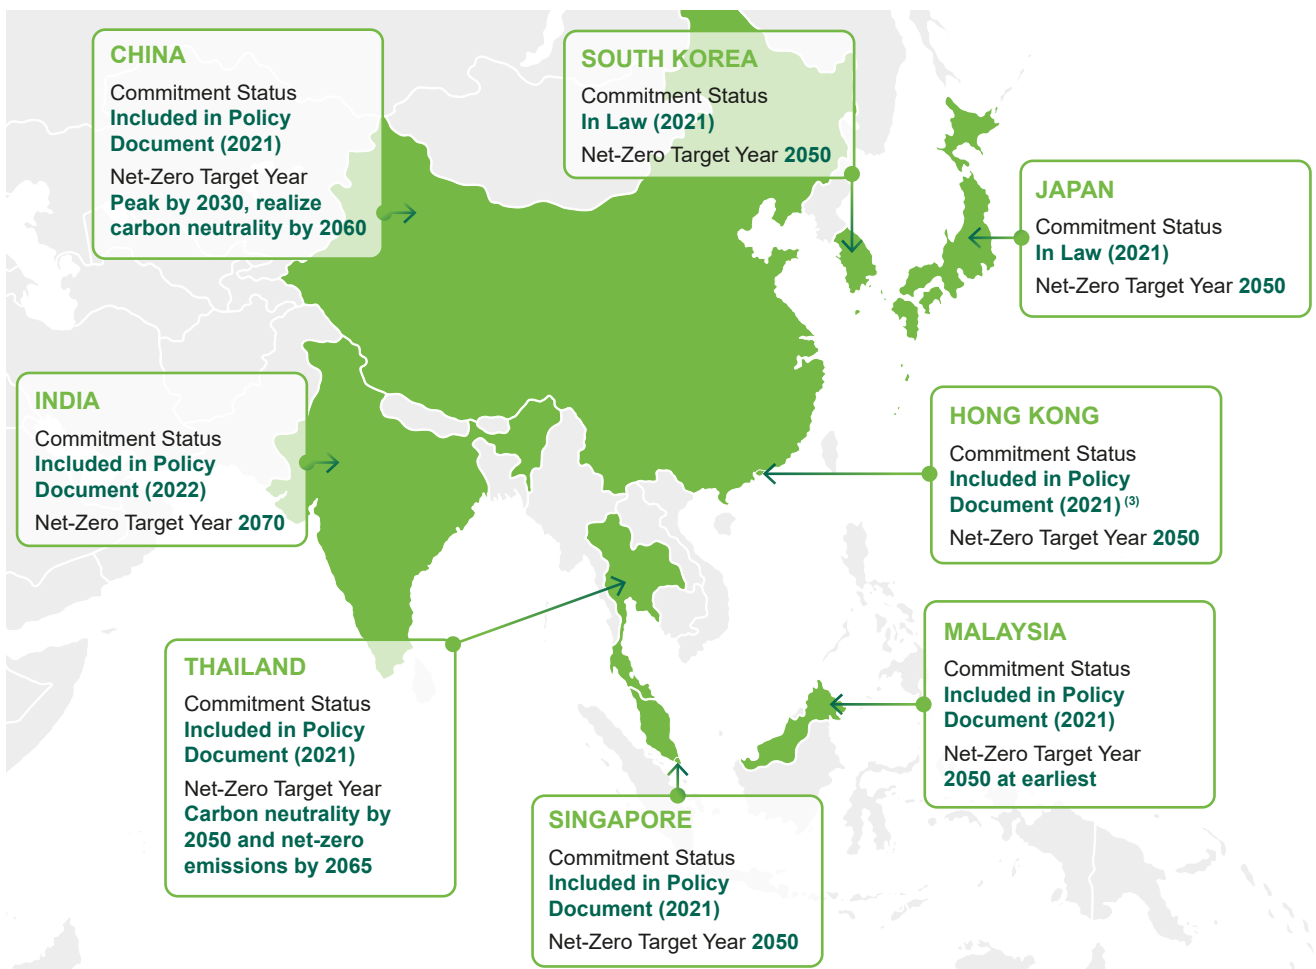 CHINA
Commitment Status
Included in Policy
Document (2021)
Net-Zero Target Year
Peak by 2030, realize
carbon neutrality by 2060
SOUTH KOREA
Commitment Status
In Law (2021)
Net-Zero Target Year 2050
JAPAN
Commitment Status
In Law (2021)
Net-Zero Target Year 2050
INDIA
Commitment Status
Included in Policy
Document (2022)
Net-Zero Target Year 2070
HONG KONG
Commitment Status
Included in Policy
Document (2021) (3)
Net-Zero Target Year 2050
THAILAND
Commitment Status
Included in Policy
Document (2021)
Net-Zero Target Year
Carbon neutrality by
2050 and net-zero
emissions by 2065
MALAYSIA
Commitment Status
Included in Policy
Document (2021)
Net-Zero Target Year
2050 at earliest
SINGAPORE
Commitment Status
Included in Policy
Document (2021)
Net-Zero Target Year 2050